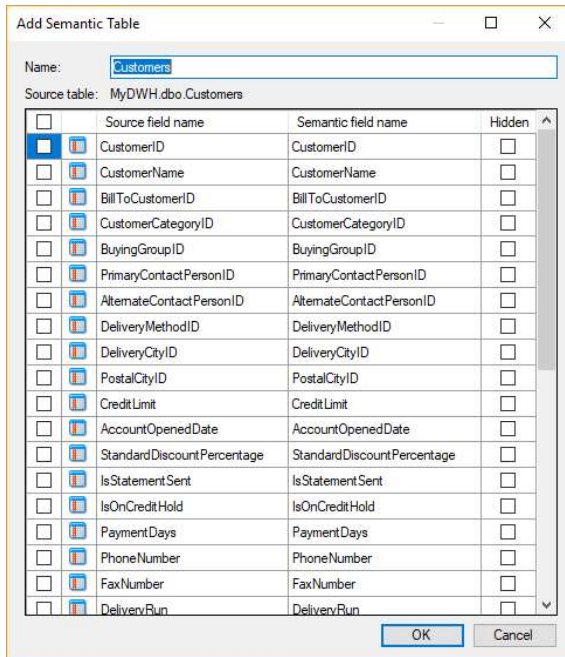 Add Semantic Table
Name: Customers
Source table: MyDWH.dbo.Customers
Source field name Semantic field name Hidden
CustomerID CustomerID
CustomerName CustomerName
BillToCustomerID BillToCustomerID
CustomerCategoryID CustomerCategoryID
BuyingGroupID BuyingGroupID
PrimaryContactPersonID PrimaryContactPersonID
AlternateContactPersonID AlternateContactPersonID
DeliveryMethodID DeliveryMethodID
DeliveryCityID DeliveryCityID
PostalCityID PostalCityID
CreditLimit CreditLimit
AccountOpenedDate AccountOpenedDate
StandardDiscountPercentage StandardDiscountPercentage
IsStatementSent IsStatementSent
IsOnCreditHold IsOnCreditHold
PaymentDays PaymentDays
PhoneNumber PhoneNumber
FaxNumber FaxNumber
DeliveryRun DeliveryRun
OK Cancel